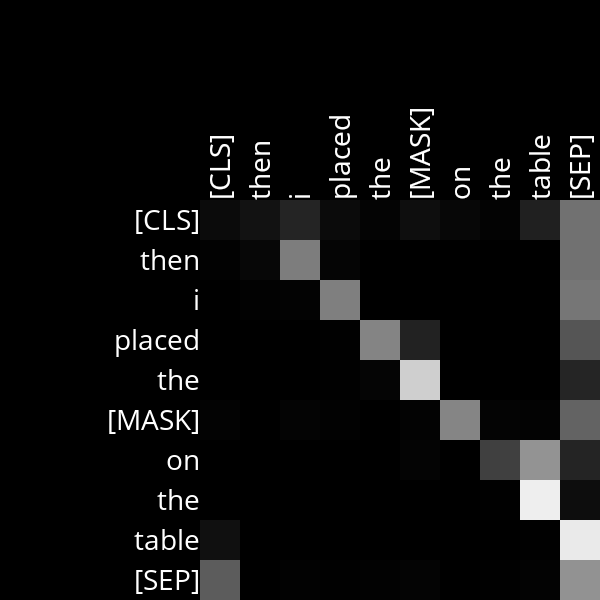 [CLS] then i placed the [MASK] on the table [SEP]
[CLS]
then
i
placed
the
[MASK]
on
the
table
[SEP]